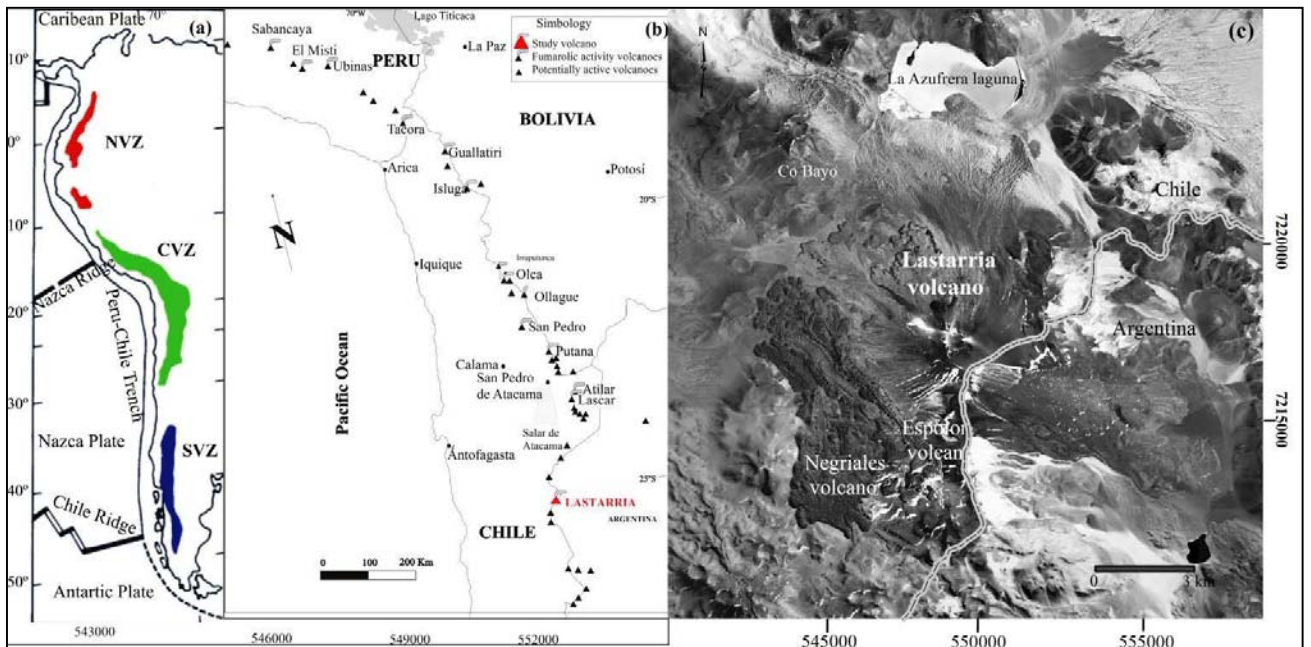 (a)
Caribbean Plate
10°
0°
10°
20°
30°
40°
50°
NVZ
CVZ
SVZ
Nazca Ridge
Peru-Chile Trench
Nazca Plate
Chile Ridge
Antartic Plate
543000
(b)
70°W
Lago Titicaca
Sabancaya
El Misti
Ubinas
PERU
La Paz
Simbology
Study volcano
Fumarolic activity volcanoes
Potentially active volcanoes
BOLIVIA
Tacora
Guallatiri
Arica
Potosí
Isluga
20°S
N
Iquique
Irruputuncu
Olca
Ollague
San Pedro
Pacific Ocean
Calama
Putana
San Pedro
de Atacama
Atilar
Lascar
Salar de
Atacama
Antofagasta
25°S
LASTARRIA
ARGENTINA
CHILE
0 100 200 Km
546000
549000
552000
(c)
N
La Azufrera laguna
Co Bayo
Chile
7220000
Lastarria
volcano
Argentina
7215000
Espolon
volcan
Negriales
volcano
0 3 km
545000
550000
555000